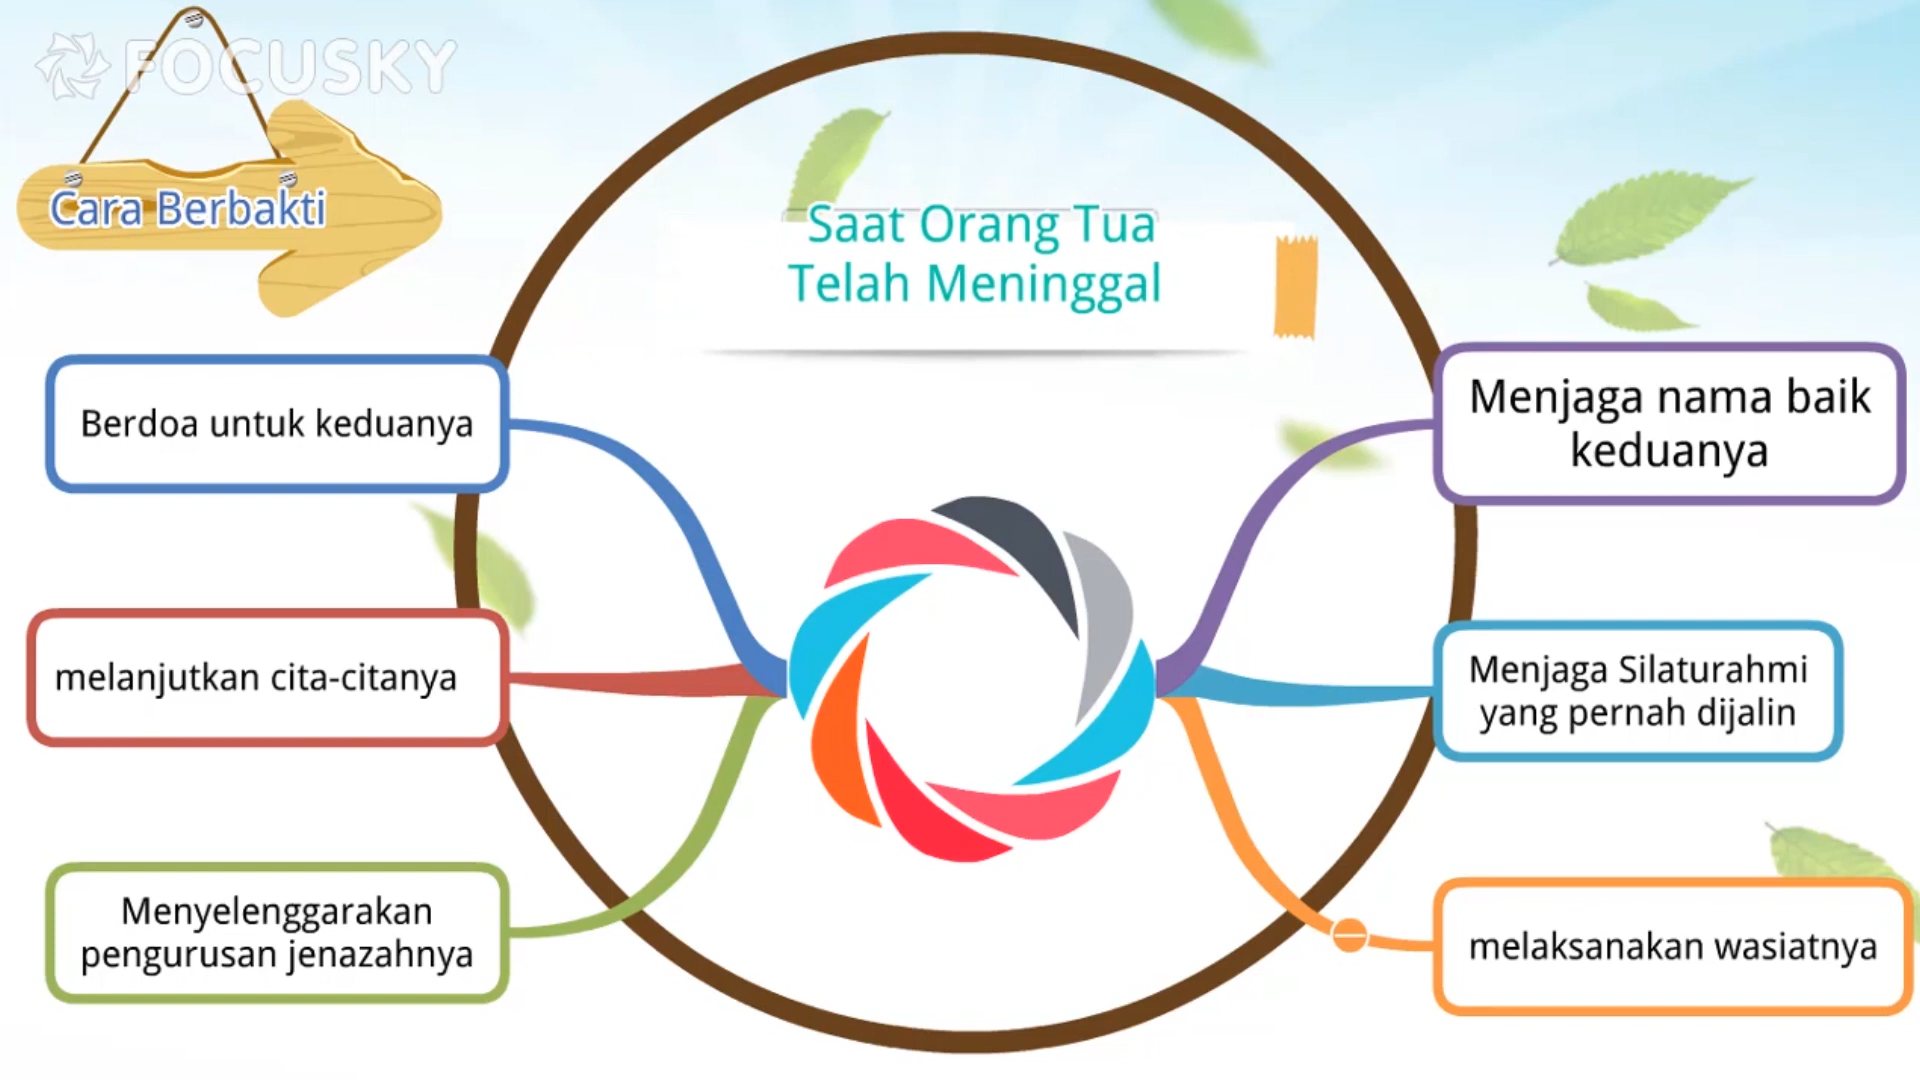 FOCUSKY
Cara Berbakti
Saat Orang Tua
Telah Meninggal
Berdoa untuk keduanya
melanjutkan cita-citanya
Menyelenggarakan
pengurusan jenazahnya
Menjaga nama baik
keduanya
Menjaga Silaturahmi
yang pernah dijalin
melaksanakan wasiatnya